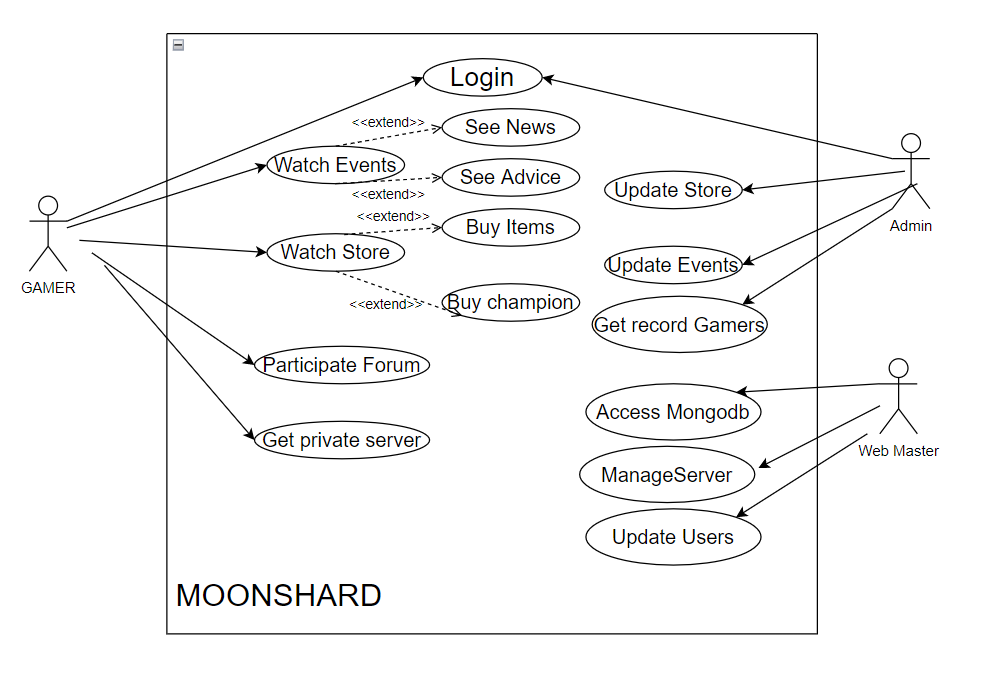 Login
<<extend>>
See News
Watch Events
See Advice
<<extend>>
Update Store
<<extend>>
Buy Items
Admin
Watch Store
Update Events
GAMER
<<extend>>
Buy champion
Get record Gamers
Participate Forum
Access Mongodb
Get private server
Web Master
ManageServer
Update Users
MOONSHARD